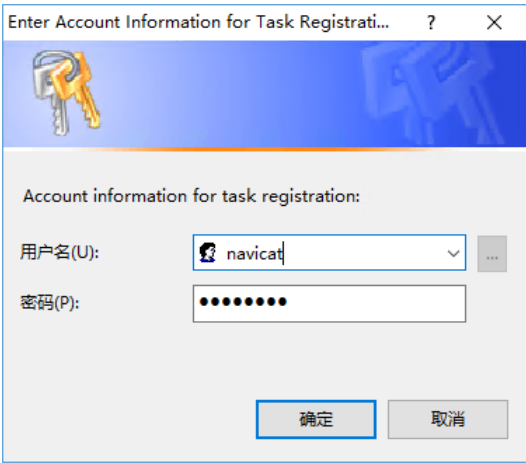 Enter Account Information for Task Registrati... ?
Account information for task registration:
用户名(U): navicat ...
密码(P): ●●●●●●●●
确定 取消